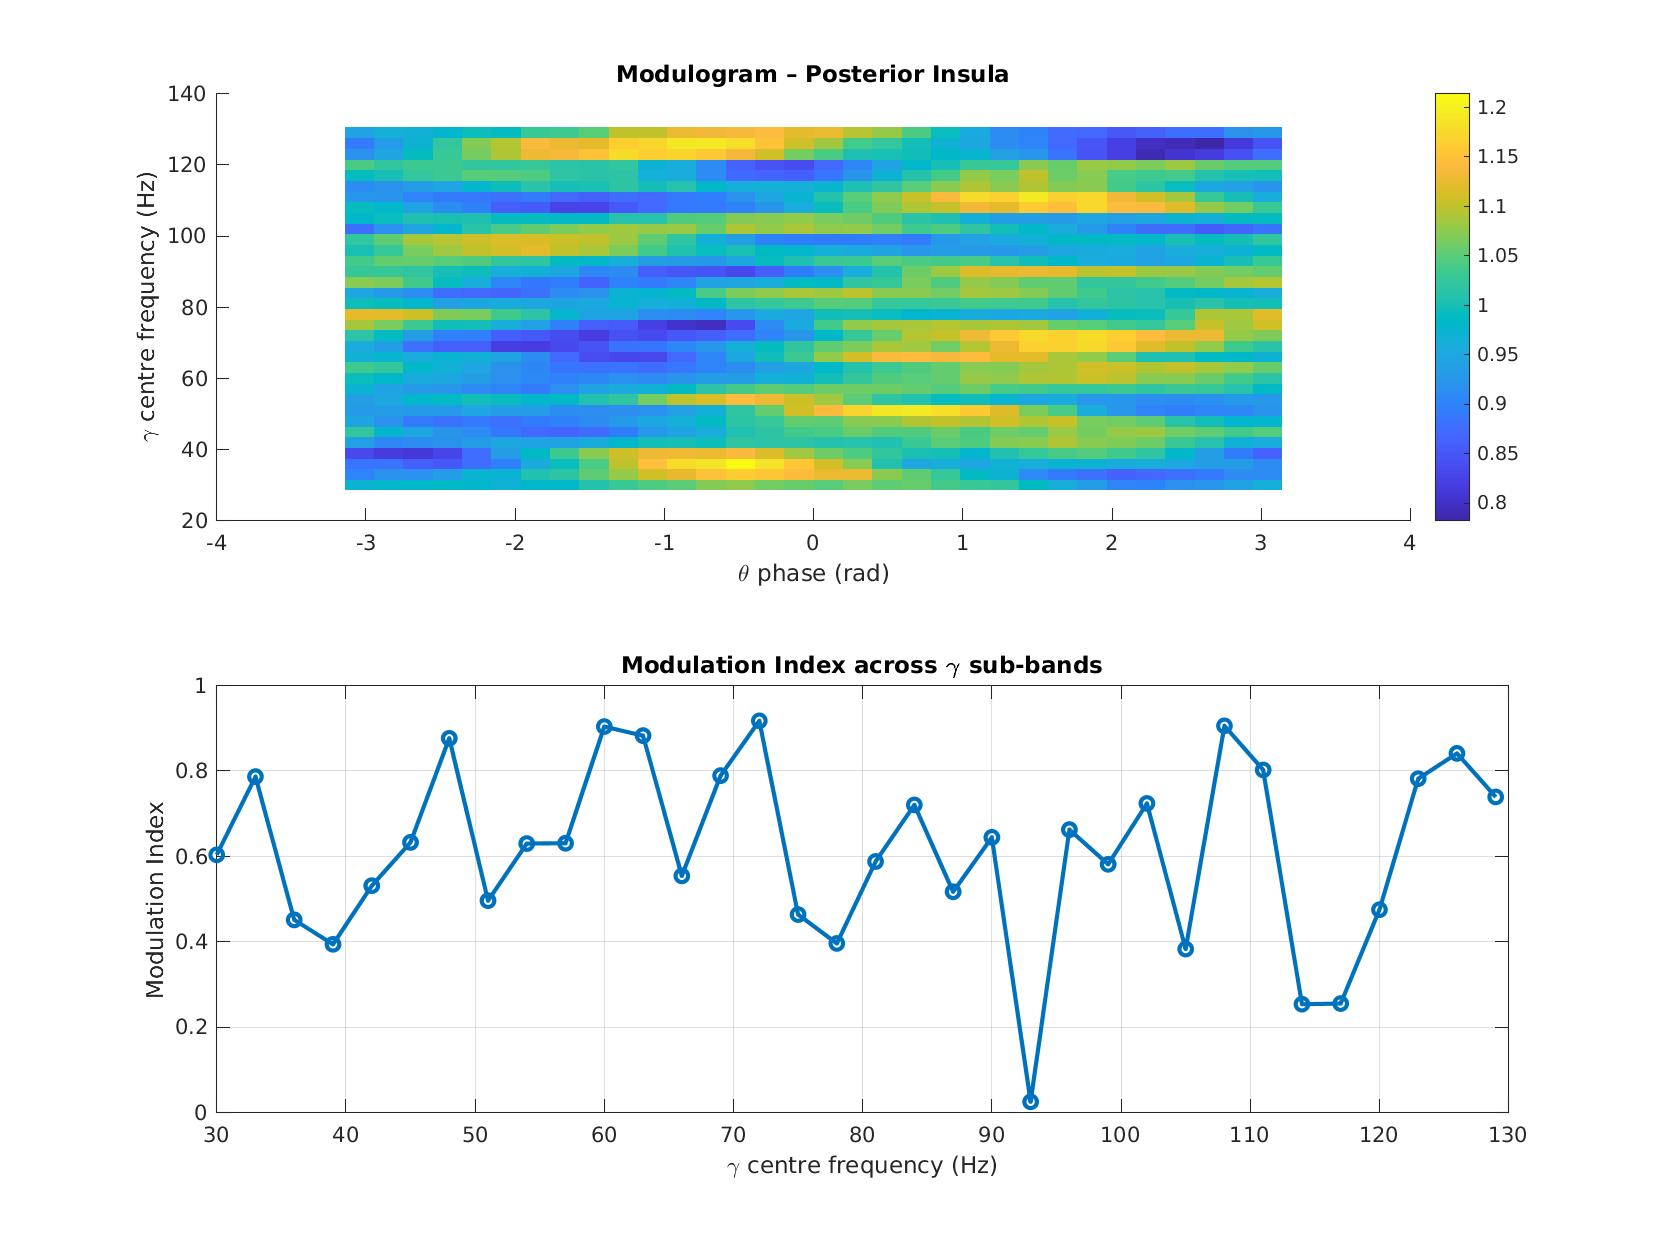 Modulogram – Posterior Insula
γ centre frequency (Hz)
140
120
100
80
60
40
20
-4 -3 -2 -1 0 1 2 3 4
θ phase (rad)
1.2
1.15
1.1
1.05
1
0.95
0.9
0.85
0.8
Modulation Index across γ sub-bands
Modulation Index
1
0.8
0.6
0.4
0.2
0
30 40 50 60 70 80 90 100 110 120 130
γ centre frequency (Hz)